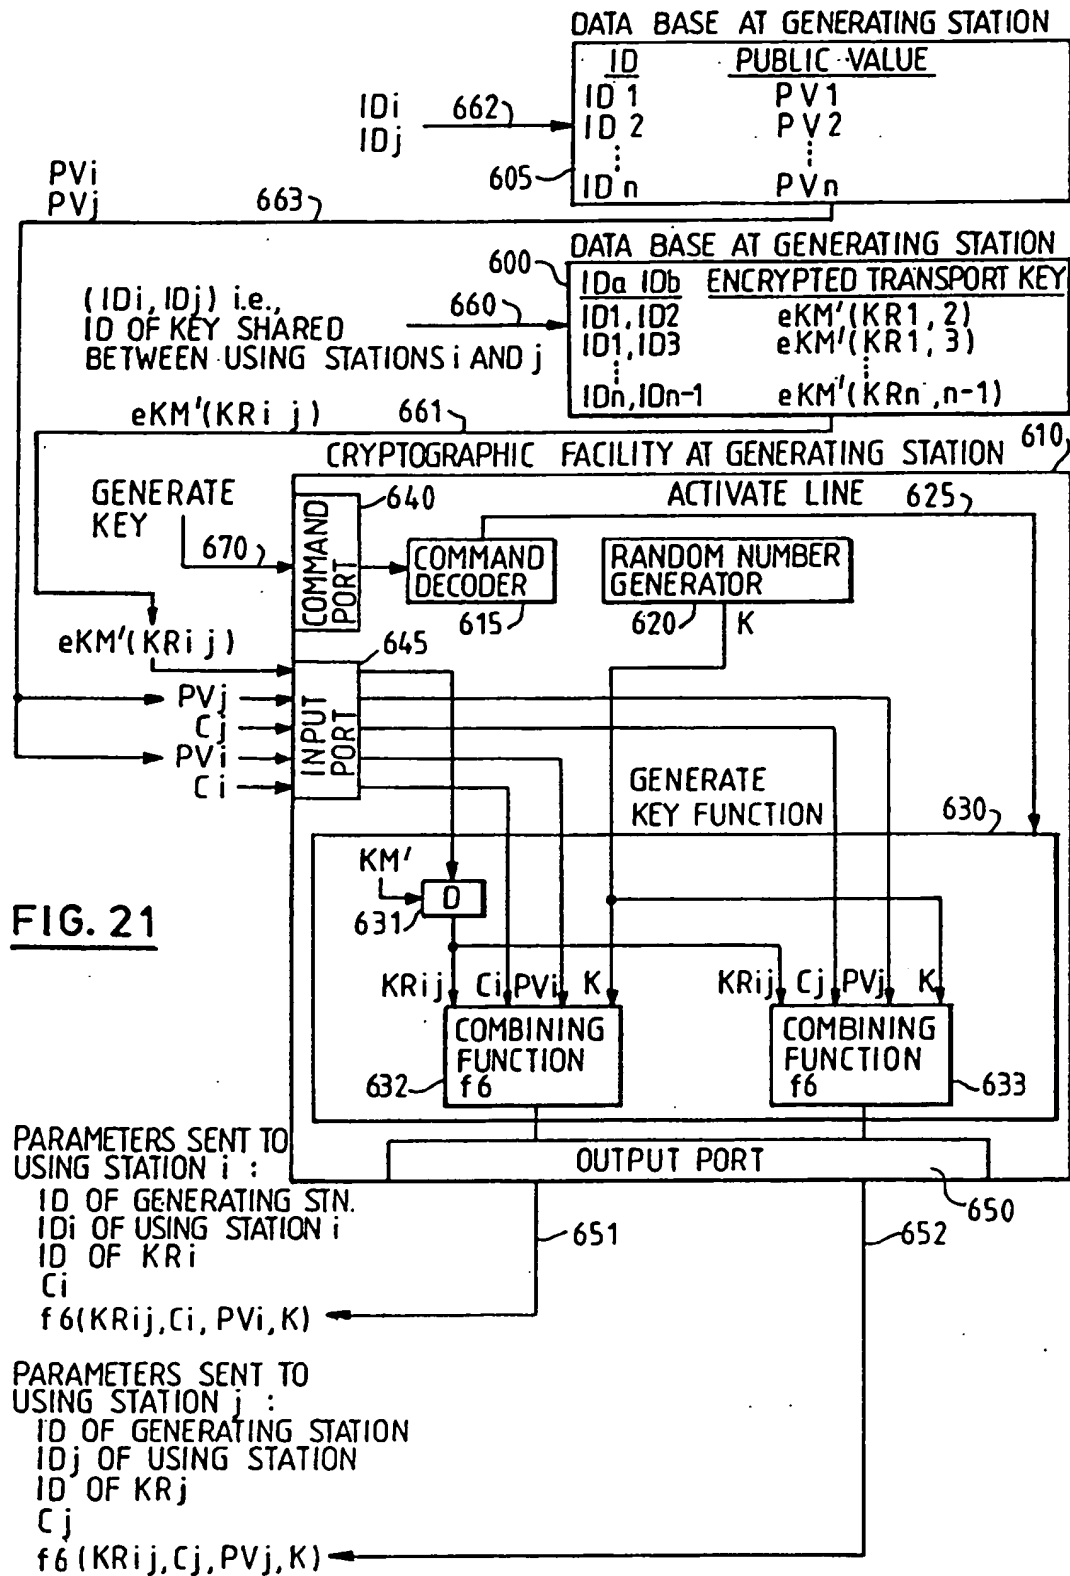 DATA BASE AT GENERATING STATION
ID PUBLIC VALUE
ID 1 PV1
ID 2 PV2
ID n PVn
IDi
IDj
662
605
PVi
PVj
663
DATA BASE AT GENERATING STATION
600
IDa IDb ENCRYPTED TRANSPORT KEY
ID1, ID2 eKM'(KR1, 2)
ID1, ID3 eKM'(KR1, 3)
IDn, IDn-1 eKM'(KRn, n-1)
(IDi, IDj) i.e.,
ID OF KEY SHARED
BETWEEN USING STATIONS i AND j
660
eKM'(KRi j)
661
CRYPTOGRAPHIC FACILITY AT GENERATING STATION
610
GENERATE
KEY
670
COMMAND
PORT
640
ACTIVATE LINE
625
COMMAND
DECODER
615
RANDOM NUMBER
GENERATOR
620
K
eKM'(KRi j)
645
INPUT
PORT
PVj
Cj
PVi
Ci
GENERATE
KEY FUNCTION
630
KM'
D
631
FIG. 21
KRij Ci PVi K
KRij Cj PVj K
COMBINING
FUNCTION
f6
632
COMBINING
FUNCTION
f6
633
OUTPUT PORT
650
651
652
PARAMETERS SENT TO
USING STATION i :
ID OF GENERATING STN.
IDi OF USING STATION i
ID OF KRi
Ci
f6(KRij, Ci, PVi, K)
PARAMETERS SENT TO
USING STATION j :
ID OF GENERATING STATION
IDj OF USING STATION
ID OF KRj
Cj
f6(KRij, Cj, PVj, K)